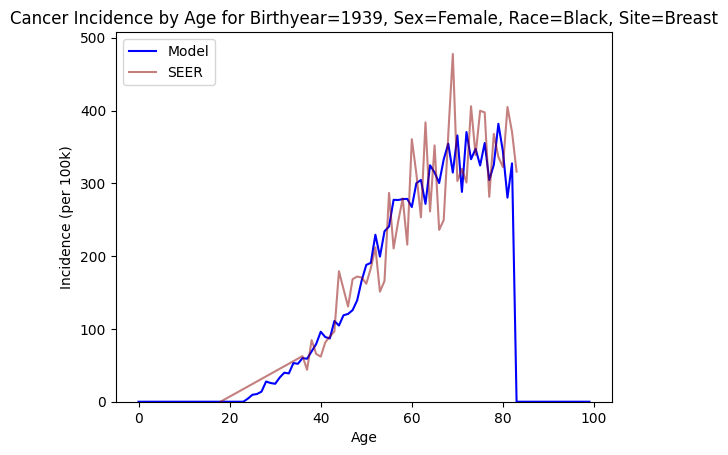 Cancer Incidence by Age for Birthyear=1939, Sex=Female, Race=Black, Site=Breast
500
400
300
200
100
0
Incidence (per 100k)
Model
SEER
0 20 40 60 80 100
Age